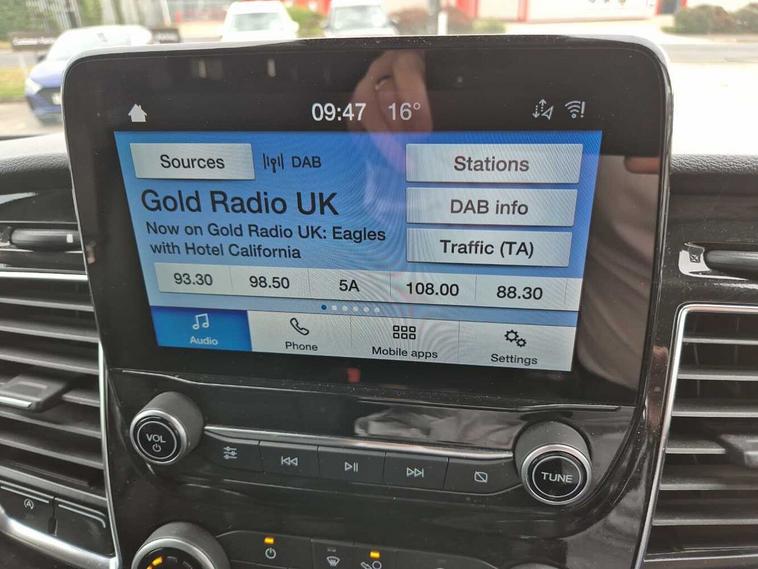 09:47 16°
Sources DAB Stations
Gold Radio UK
DAB info
Now on Gold Radio UK: Eagles
with Hotel California
Traffic (TA)
93.30 98.50 5A 108.00 88.30
Audio Phone Mobile apps Settings
VOL
TUNE
A